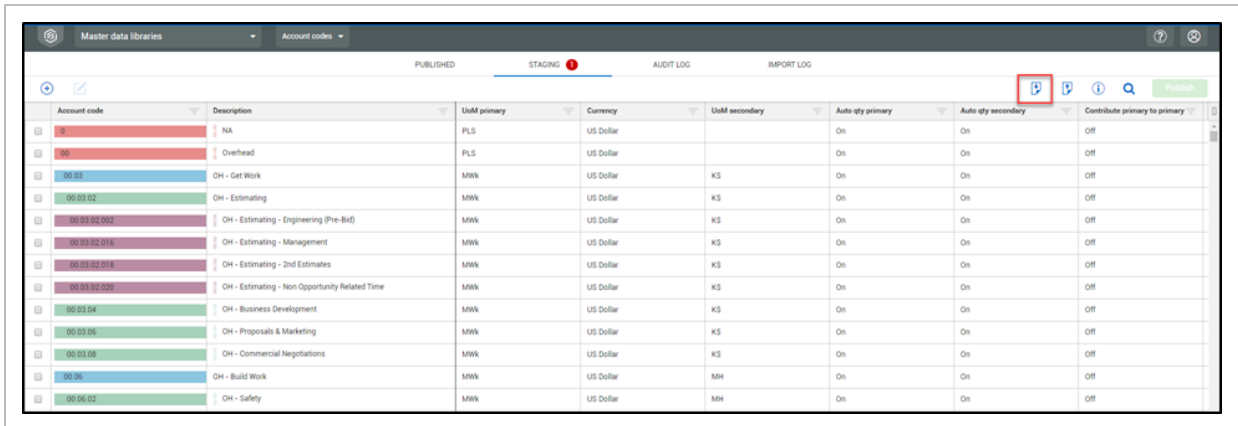 Master data libraries Account codes
PUBLISHED STAGING 1 AUDIT LOG IMPORT LOG
Publish
Account code Description UoM primary Currency UoM secondary Auto qty primary Auto qty secondary Contribute primary to primary
0 NA PLS US Dollar On On Off
00 Overhead PLS US Dollar On On Off
00.03 OH - Get Work MWk US Dollar K$ On On Off
00.03.02 OH - Estimating MWk US Dollar K$ On On Off
00.03.02.002 OH - Estimating - Engineering (Pre-Bid) MWk US Dollar K$ On On Off
00.03.02.016 OH - Estimating - Management MWk US Dollar K$ On On Off
00.03.02.018 OH - Estimating - 2nd Estimates MWk US Dollar K$ On On Off
00.03.02.020 OH - Estimating - Non Opportunity Related Time MWk US Dollar K$ On On Off
00.03.04 OH - Business Development MWk US Dollar K$ On On Off
00.03.06 OH - Proposals & Marketing MWk US Dollar K$ On On Off
00.03.08 OH - Commercial Negotiations MWk US Dollar K$ On On Off
00.06 OH - Build Work MWk US Dollar MH On On Off
00.06.02 OH - Safety MWk US Dollar MH On On Off